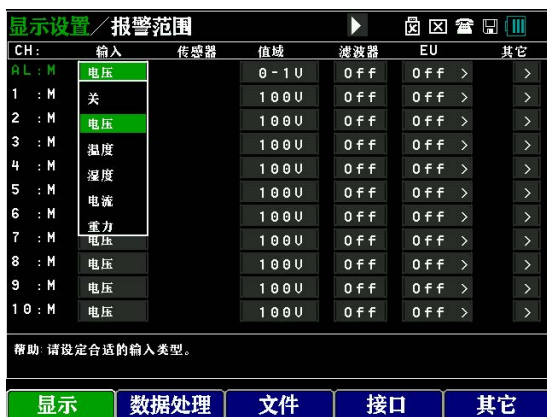 显示设置／报警范围
CH: 输入 传感器 值域 滤波器 EU 其它
AL:M 电压 0-1V Off Off >  >
1 :M 关 100V Off Off >  >
2 :M 电压 100V Off Off >  >
3 :M 温度 100V Off Off >  >
4 :M 湿度 100V Off Off >  >
5 :M 电流 100V Off Off >  >
6 :M 重力 100V Off Off >  >
7 :M 电压 100V Off Off >  >
8 :M 电压 100V Off Off >  >
9 :M 电压 100V Off Off >  >
10:M 电压 100V Off Off >  >
帮助: 请设定合适的输入类型。
显示 数据处理 文件 接口 其它